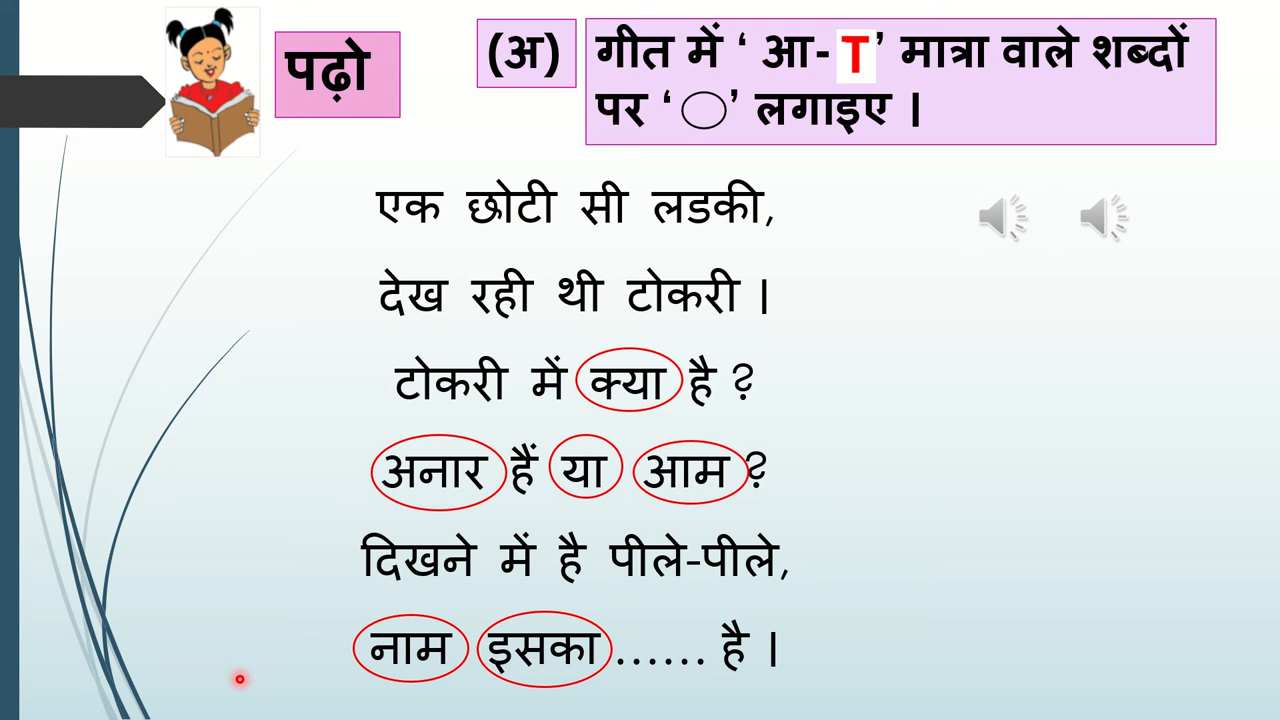 पढ़ो
(अ)
गीत में ‘ आ- T ’ मात्रा वाले शब्दों
पर ‘◯’ लगाइए ।
एक छोटी सी लडकी,
देख रही थी टोकरी ।
टोकरी में क्या है ?
अनार हैं या आम ?
दिखने में है पीले-पीले,
नाम इसका ...... है ।